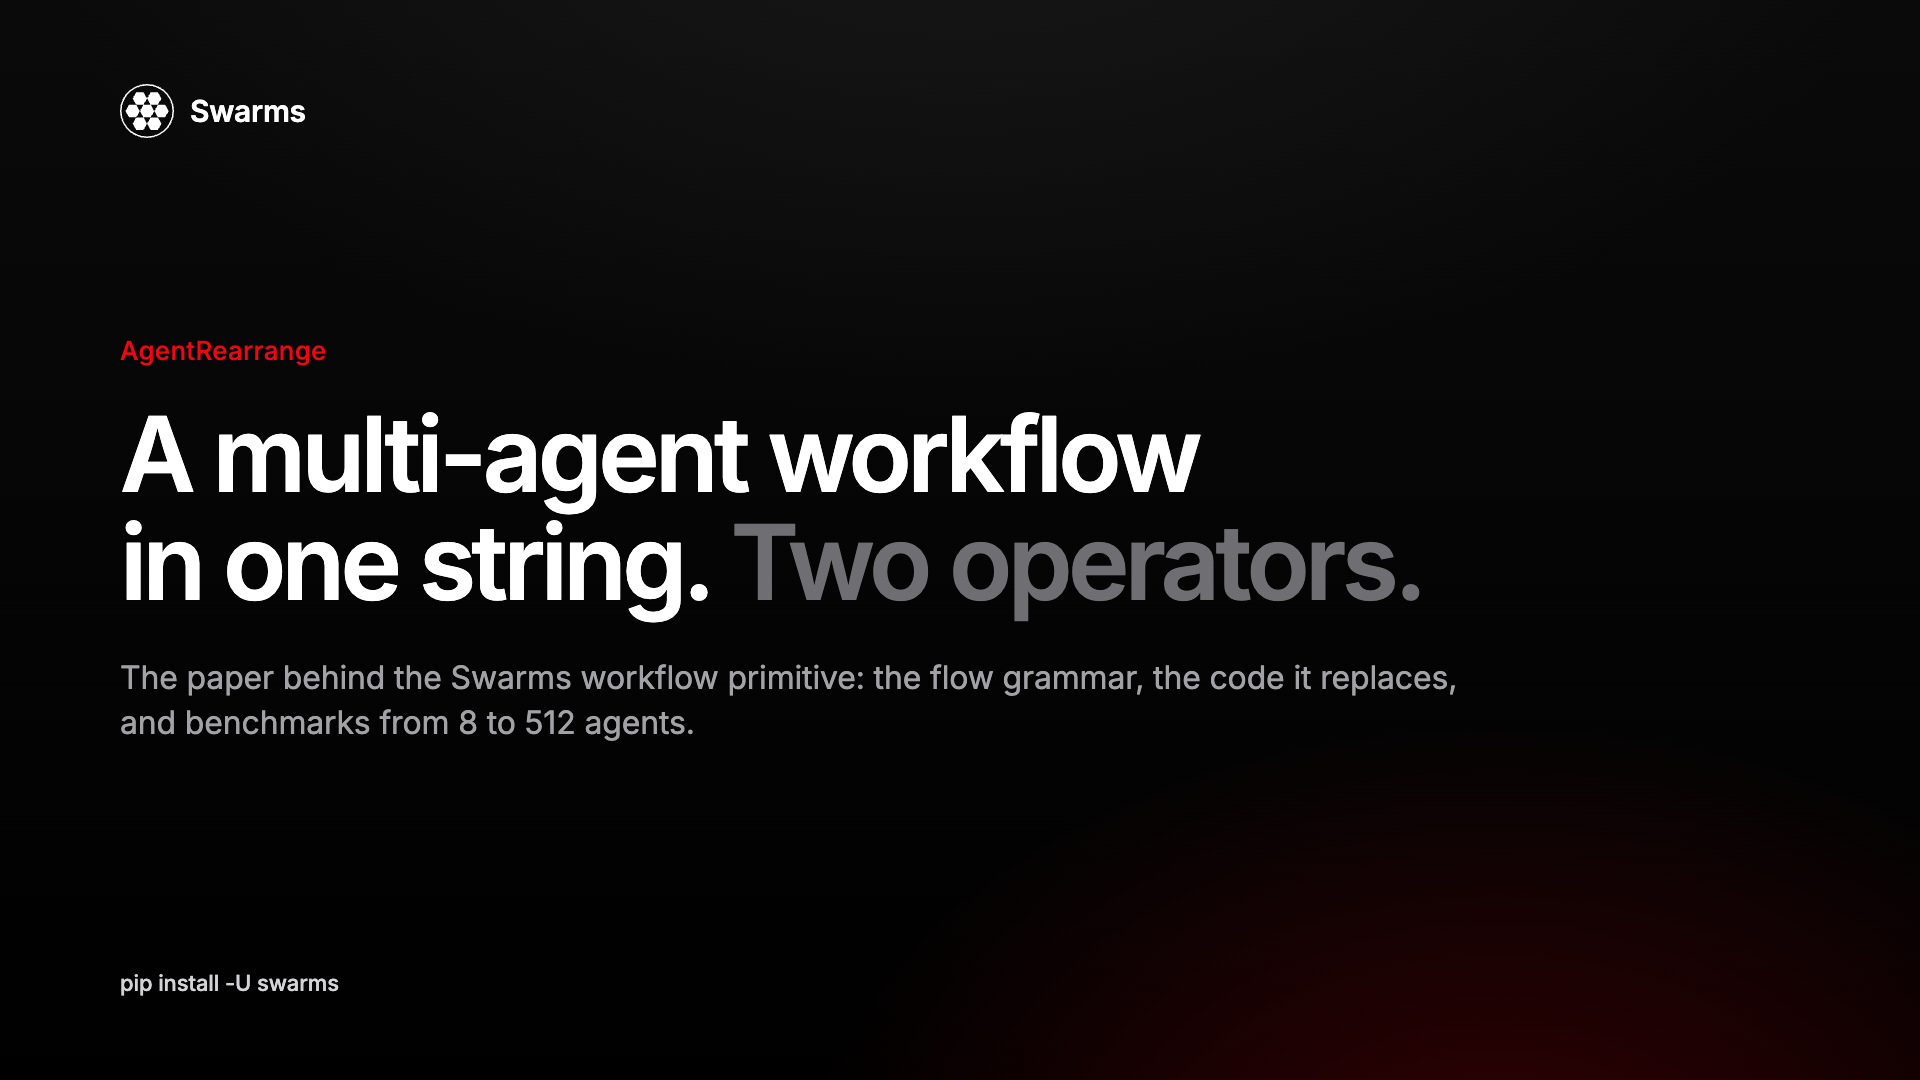 Swarms
AgentRearrange
A multi-agent workflow
in one string. Two operators.
The paper behind the Swarms workflow primitive: the flow grammar, the code it replaces,
and benchmarks from 8 to 512 agents.
pip install -U swarms